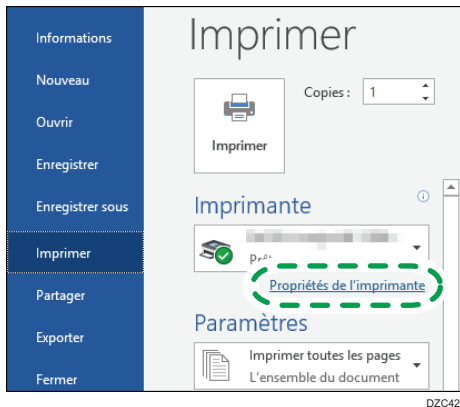 Informations
Nouveau
Ouvrir
Enregistrer
Enregistrer sous
Imprimer
Partager
Exporter
Fermer
Imprimer
Copies : 1
Imprimer
Imprimante
Propriétés de l'imprimante
Paramètres
Imprimer toutes les pages
L'ensemble du document
DZC42